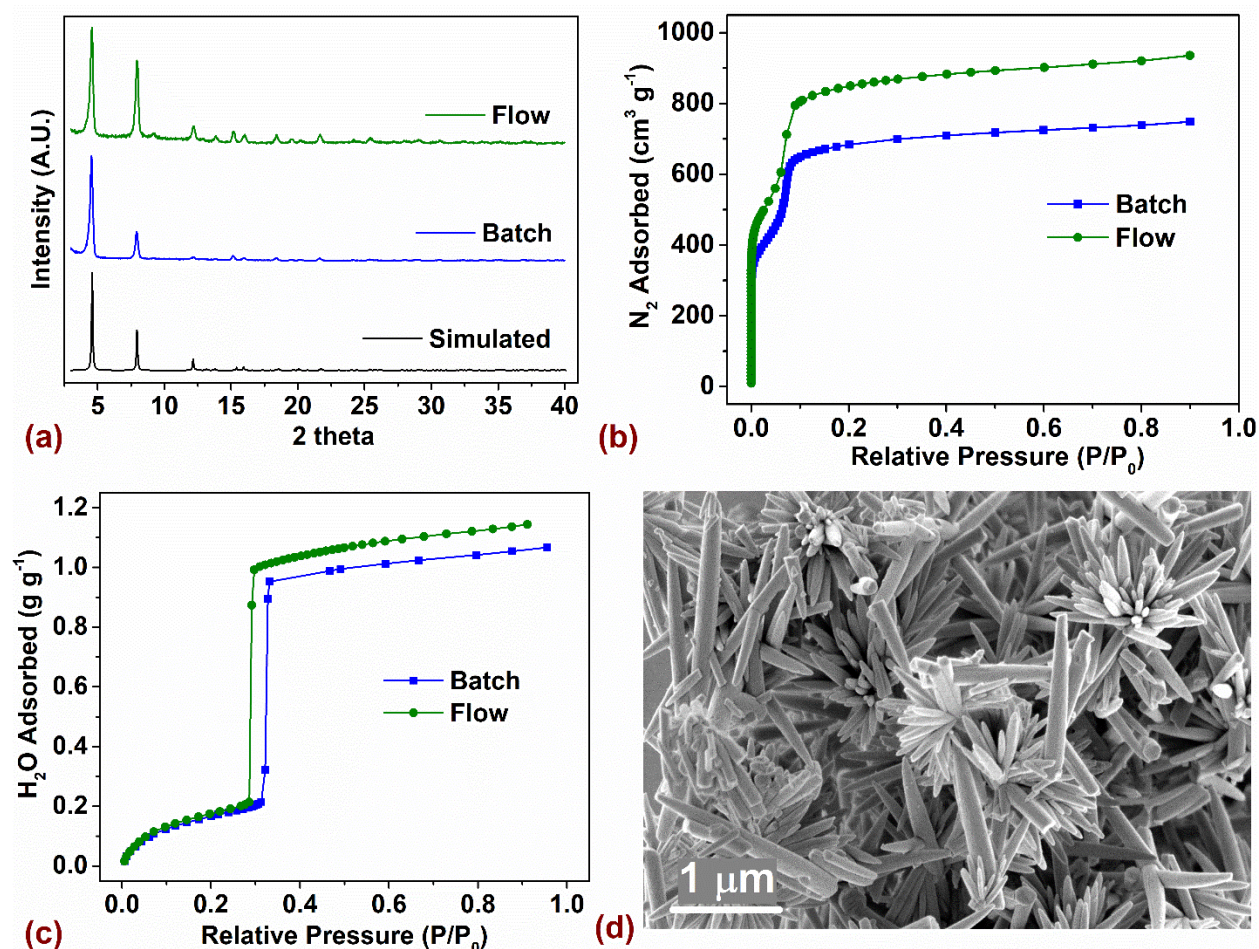 Intensity (A.U.)
Flow
Batch
Simulated
5 10 15 20 25 30 35 40
2 theta
(a)
N₂ Adsorbed (cm³ g⁻¹)
1000
800
600
400
200
0
Batch
Flow
0.0 0.2 0.4 0.6 0.8 1.0
Relative Pressure (P/P₀)
(b)
H₂O Adsorbed (g g⁻¹)
1.2
1.0
0.8
0.6
0.4
0.2
0.0
Batch
Flow
0.0 0.2 0.4 0.6 0.8 1.0
Relative Pressure (P/P₀)
(c)
1 μm
(d)